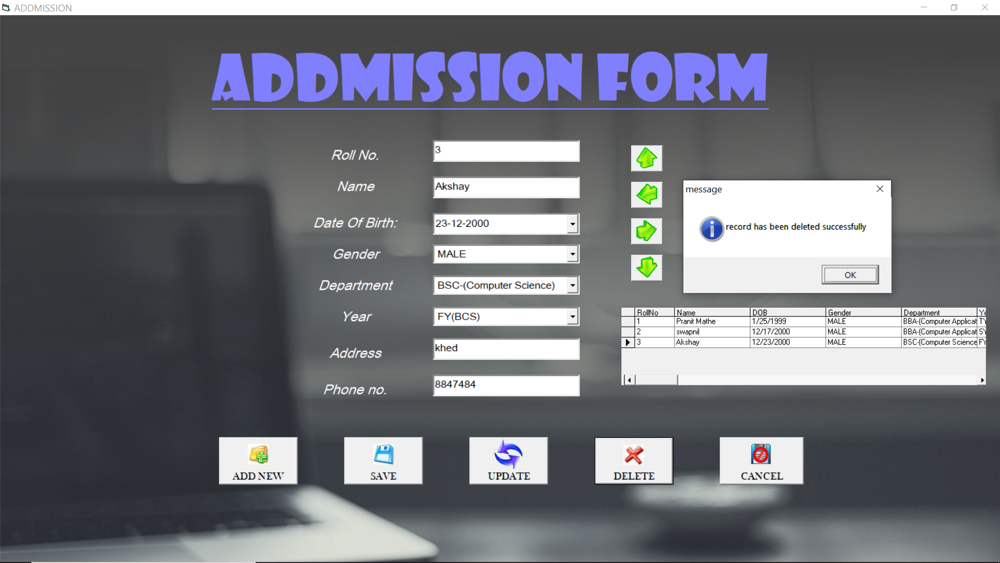 ADDMISSION
ADDMISSION FORM
Roll No. 3
Name Akshay
Date Of Birth: 23-12-2000
Gender MALE
Department BSC-(Computer Science)
Year FY(BCS)
Address khed
Phone no. 8847484
message
record has been deleted successfully
OK
RollNo Name DOB Gender Department Ye
1 Pranit Mathe 1/25/1999 MALE BBA-(Computer Applicat TY
2 swapnil 12/17/2000 MALE BBA-(Computer Applicat SY
3 Akshay 12/23/2000 MALE BSC-(Computer Science FY
ADD NEW SAVE UPDATE DELETE CANCEL